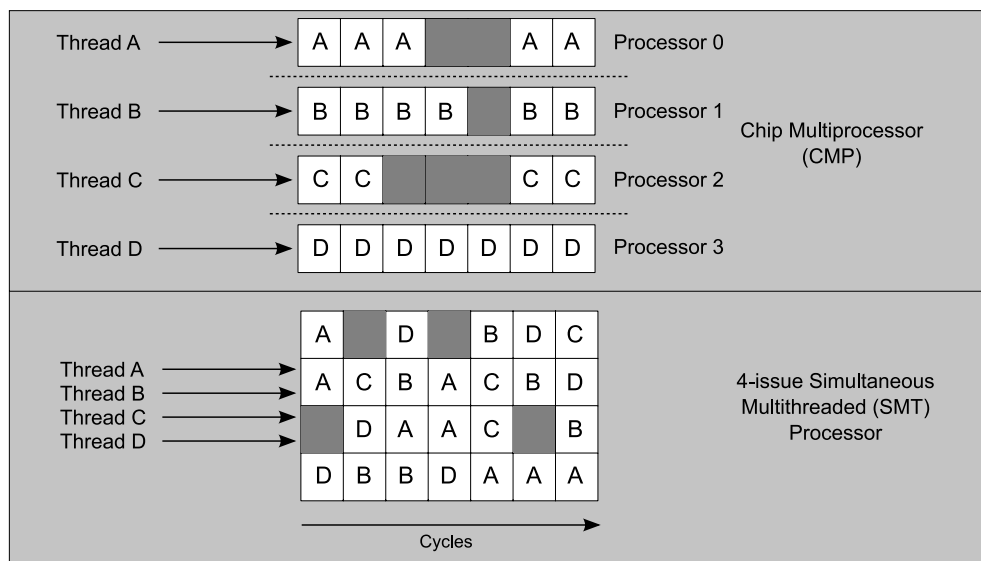 Thread A A A A A A Processor 0
Thread B B B B B B B Processor 1
Thread C C C C C Processor 2
Thread D D D D D D D D Processor 3
Chip Multiprocessor
(CMP)
Thread A
Thread B
Thread C
Thread D
A D B D C
A C B A C B D
D A A C B
D B B D A A A
Cycles
4-issue Simultaneous
Multithreaded (SMT)
Processor